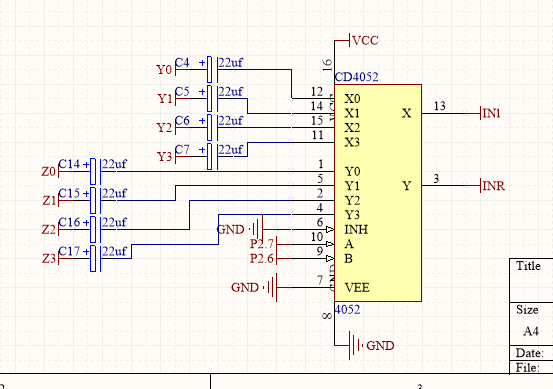 VCC
16
CD4052
Y0 C4 + 22uf
Y1 C5 + 22uf
Y2 C6 + 22uf
Y3 C7 + 22uf
12 X0
14 X1 X 13 IN1
15 X2
11 X3
Z0 C14 + 22uf 1 Y0
Z1 C15 + 22uf 5 Y1 Y 3 INR
Z2 C16 + 22uf 2 Y2
Z3 C17 + 22uf 4 Y3
GND 6 INH
P2.7 10 A
P2.6 9 B
GND 7 VEE
GND
8 4052
GND
Title
Size
A4
Date:
File:
2
3